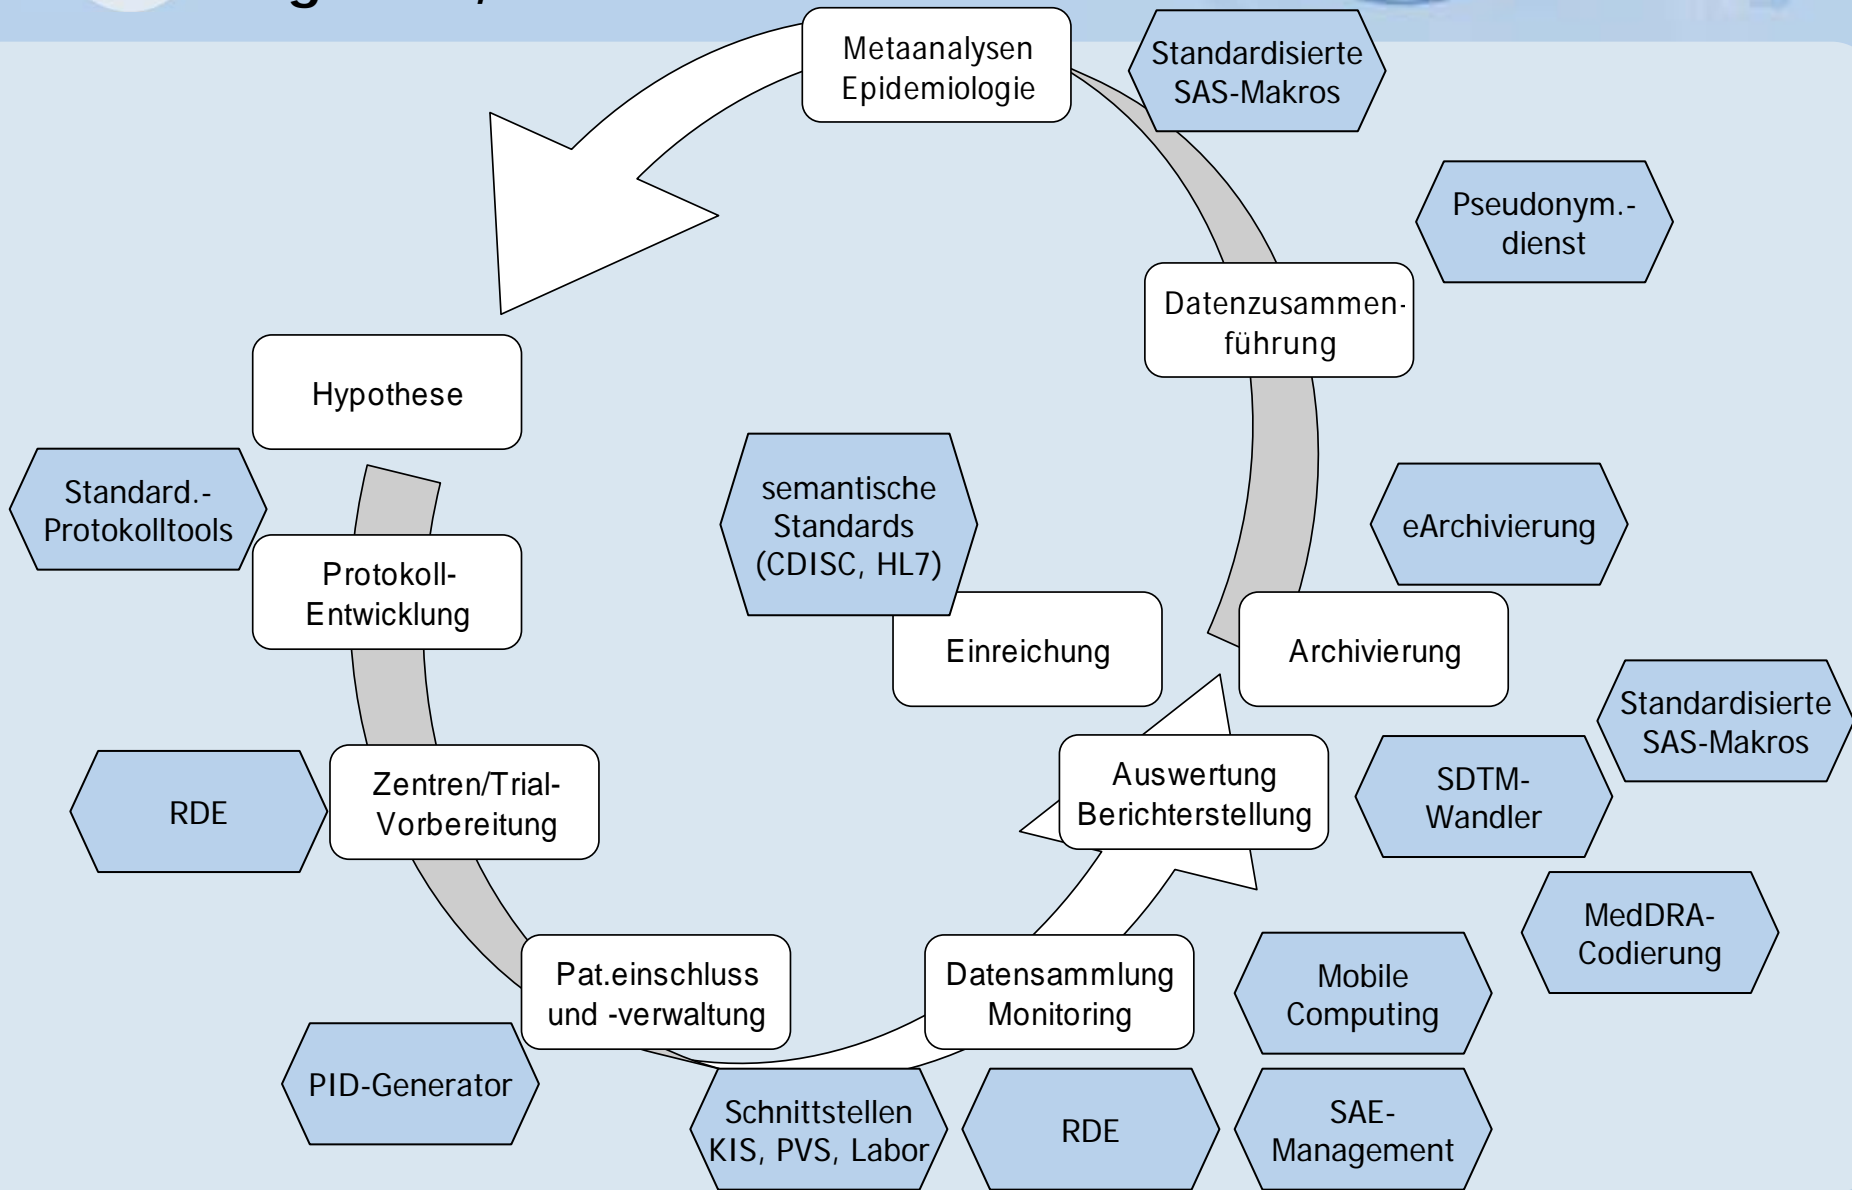 Metaanalysen
Epidemiologie
Standardisierte
SAS-Makros
Pseudonym.-
dienst
Datenzusammen-
führung
Hypothese
Standard.-
Protokolltools
semantische
Standards
(CDISC, HL7)
eArchivierung
Protokoll-
Entwicklung
Einreichung
Archivierung
Standardisierte
SAS-Makros
Zentren/Trial-
Vorbereitung
RDE
Auswertung
Berichterstellung
SDTM-
Wandler
MedDRA-
Codierung
Pat.einschluss
und -verwaltung
Datensammlung
Monitoring
Mobile
Computing
PID-Generator
Schnittstellen
KIS, PVS, Labor
RDE
SAE-
Management